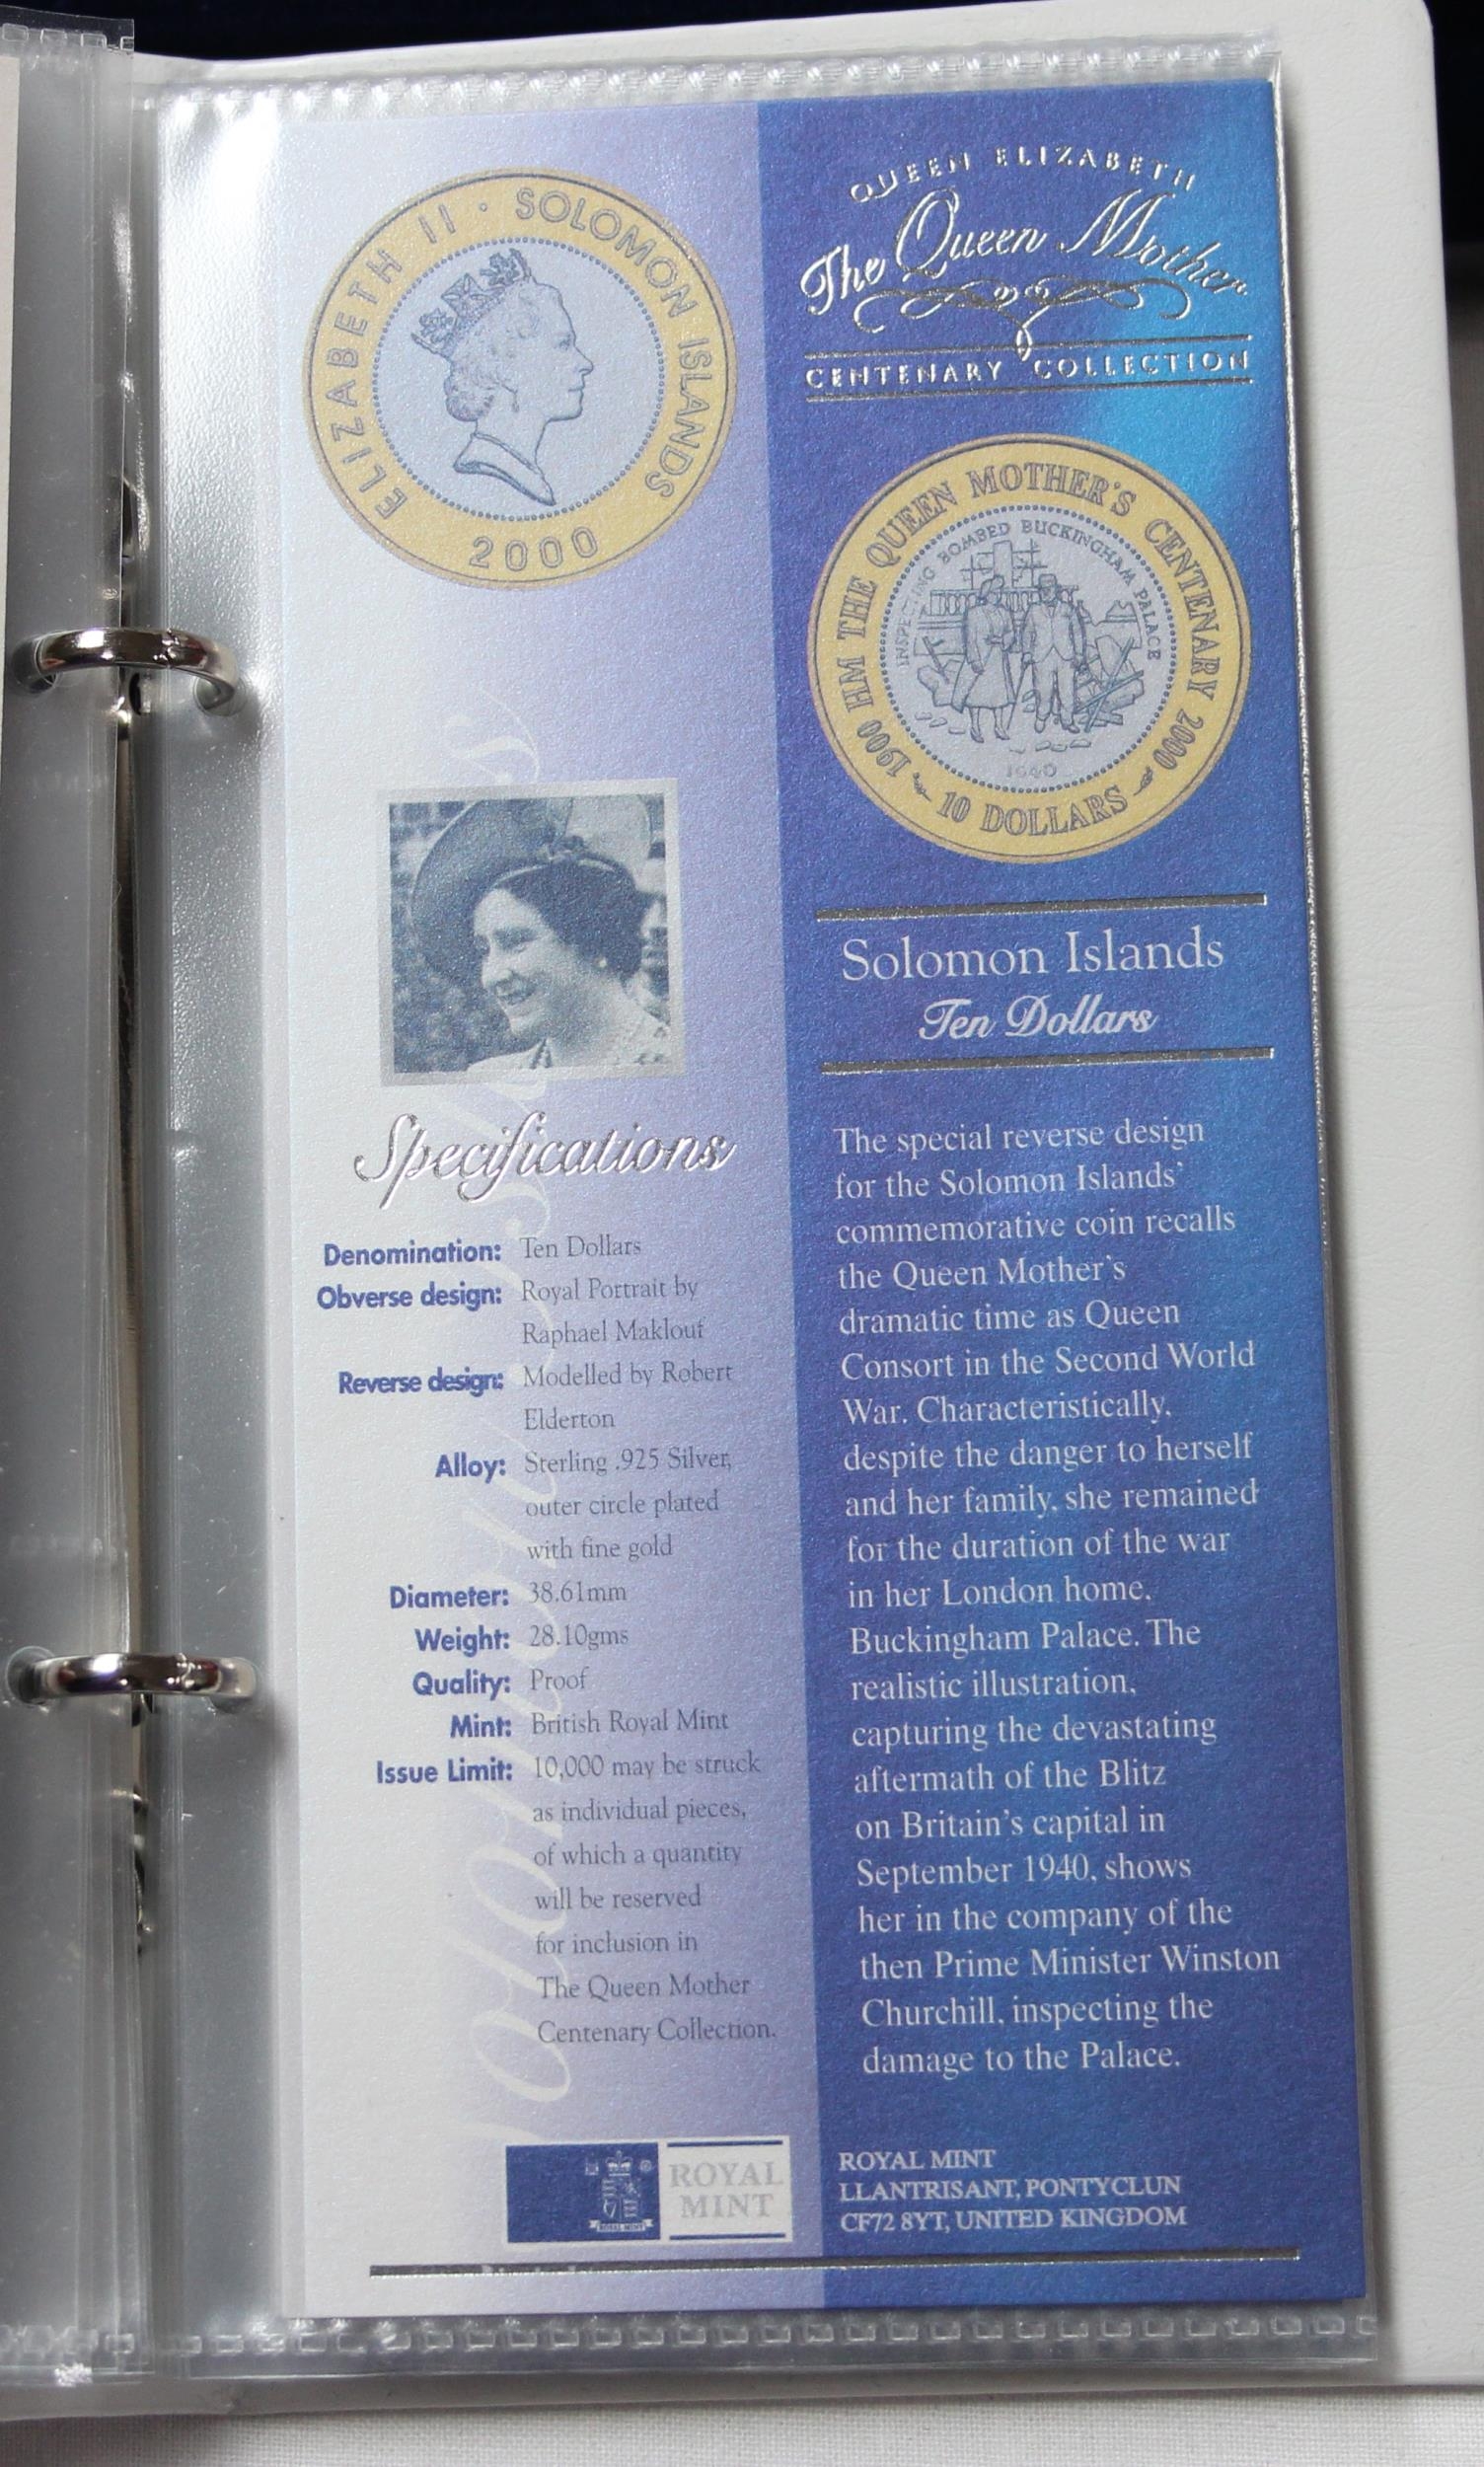 ELIZABETH II · SOLOMON ISLANDS
2000
Specifications
Denomination: Ten Dollars
Obverse design: Royal Portrait by
Raphael Maklouf
Reverse design: Modelled by Robert
Elderton
Alloy: Sterling .925 Silver,
outer circle plated
with fine gold
Diameter: 38.61mm
Weight: 28.10gms
Quality: Proof
Mint: British Royal Mint
Issue Limit: 10,000 may be struck
as individual pieces,
of which a quantity
will be reserved
for inclusion in
The Queen Mother
Centenary Collection.
ROYAL
MINT
QUEEN ELIZABETH
The Queen Mother
CENTENARY COLLECTION
1900 HM THE QUEEN MOTHER'S CENTENARY 2000
INSPECTING BOMBED BUCKINGHAM PALACE
1940
10 DOLLARS
Solomon Islands
Ten Dollars
The special reverse design
for the Solomon Islands'
commemorative coin recalls
the Queen Mother's
dramatic time as Queen
Consort in the Second World
War. Characteristically,
despite the danger to herself
and her family, she remained
for the duration of the war
in her London home,
Buckingham Palace. The
realistic illustration,
capturing the devastating
aftermath of the Blitz
on Britain's capital in
September 1940, shows
her in the company of the
then Prime Minister Winston
Churchill, inspecting the
damage to the Palace.
ROYAL MINT
LLANTRISANT, PONTYCLUN
CF72 8YT, UNITED KINGDOM